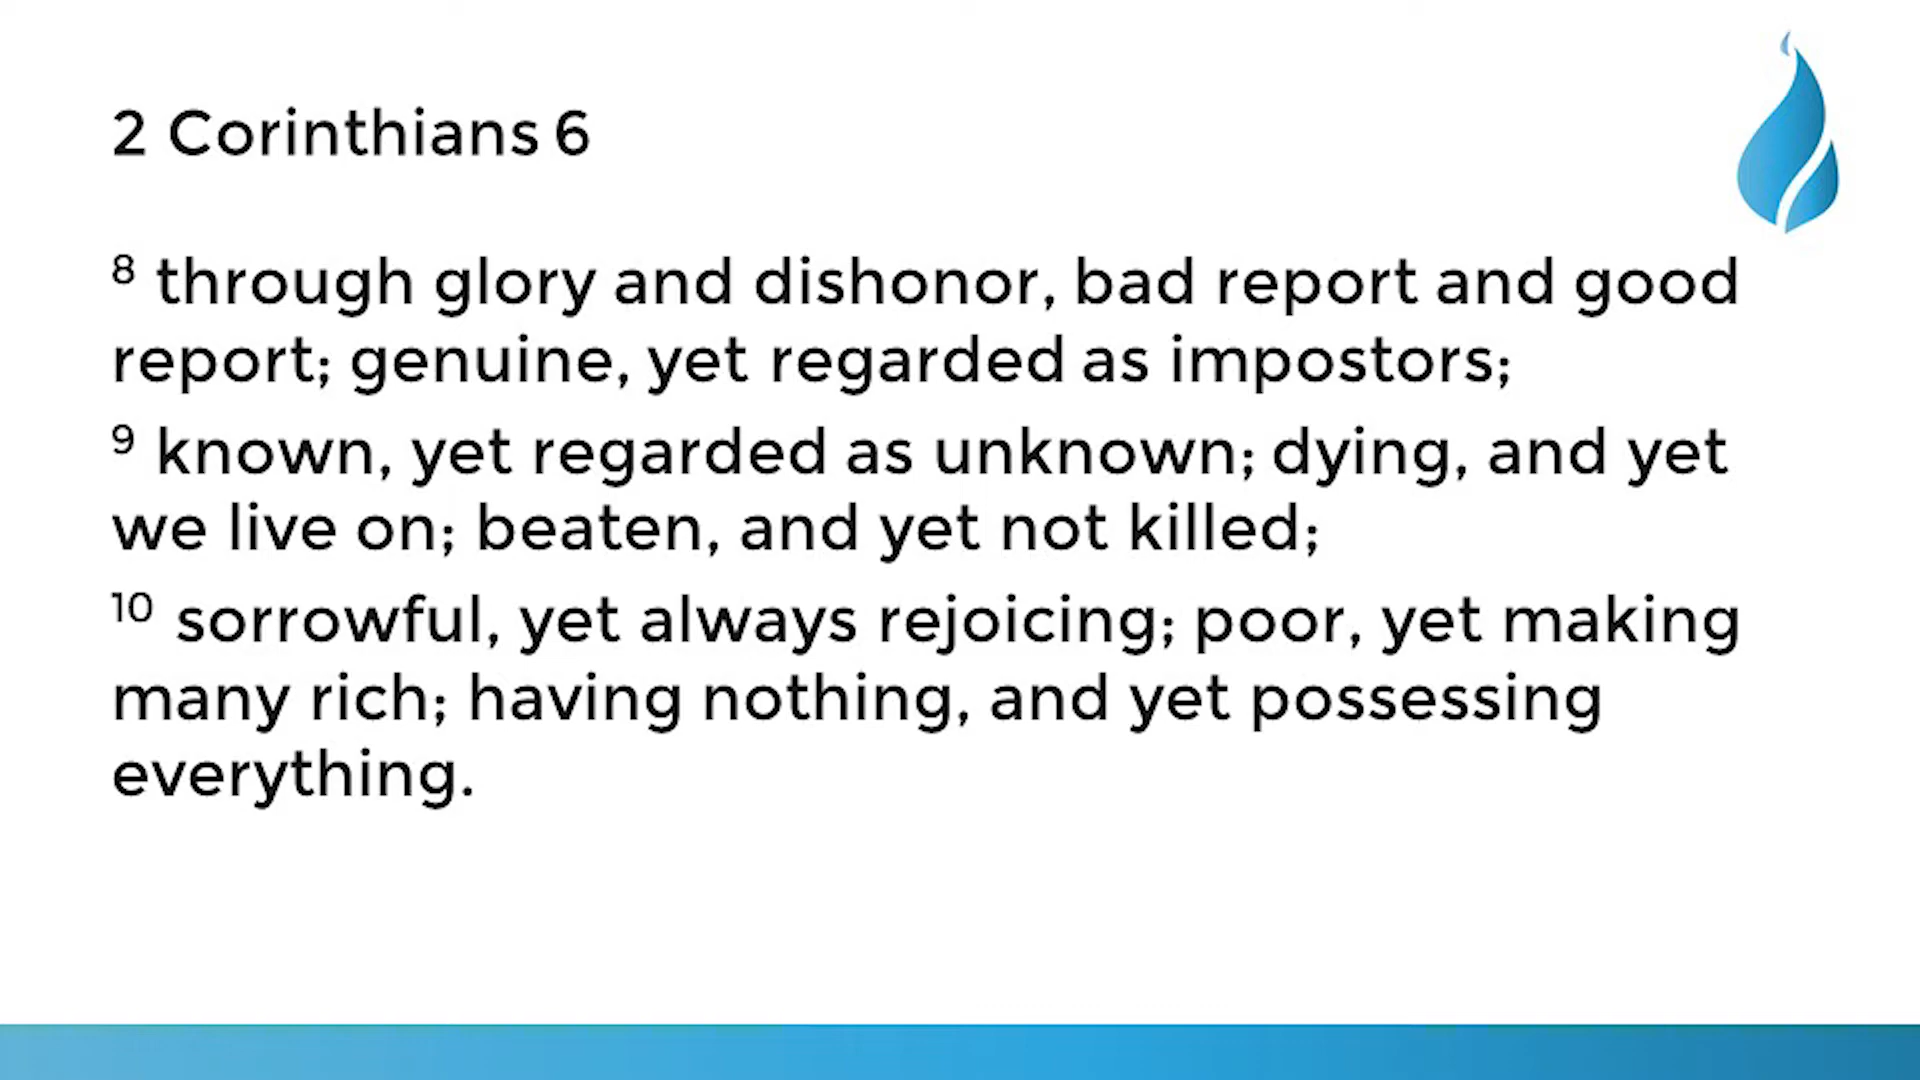 2 Corinthians 6
8 through glory and dishonor, bad report and good
report; genuine, yet regarded as impostors;
9 known, yet regarded as unknown; dying, and yet
we live on; beaten, and yet not killed;
10 sorrowful, yet always rejoicing; poor, yet making
many rich; having nothing, and yet possessing
everything.